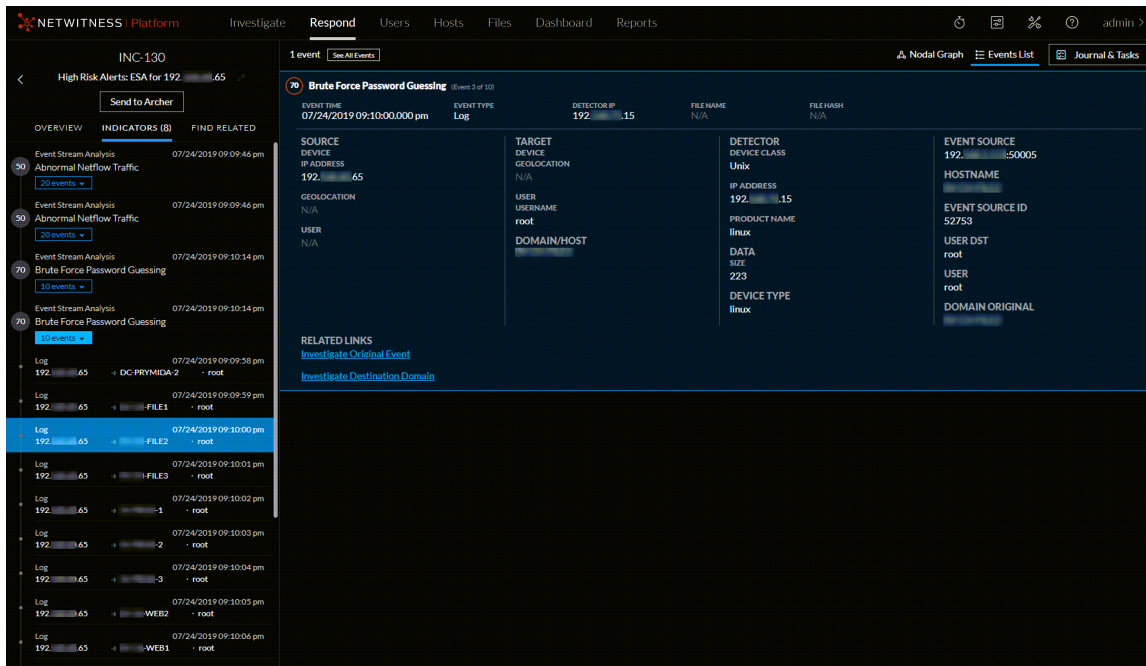 NETWITNESS Platform
Investigate Respond Users Hosts Files Dashboard Reports
admin >
INC-130
High Risk Alerts: ESA for 192. .65
Send to Archer
OVERVIEW INDICATORS (8) FIND RELATED
Event Stream Analysis 07/24/2019 09:09:46 pm
50 Abnormal Netflow Traffic
20 events
Event Stream Analysis 07/24/2019 09:09:46 pm
50 Abnormal Netflow Traffic
20 events
Event Stream Analysis 07/24/2019 09:10:14 pm
70 Brute Force Password Guessing
10 events
Event Stream Analysis 07/24/2019 09:10:14 pm
70 Brute Force Password Guessing
10 events
Log 07/24/2019 09:09:58 pm
192. .65 → DC-PRYMIDA-2 · root
Log 07/24/2019 09:09:59 pm
192. .65 → -FILE1 · root
Log 07/24/2019 09:10:00 pm
192. .65 → -FILE2 · root
Log 07/24/2019 09:10:01 pm
192. .65 → -FILE3 · root
Log 07/24/2019 09:10:02 pm
192. .65 → -1 · root
Log 07/24/2019 09:10:03 pm
192. .65 → -2 · root
Log 07/24/2019 09:10:04 pm
192. .65 → -3 · root
Log 07/24/2019 09:10:05 pm
192. .65 → -WEB2 · root
Log 07/24/2019 09:10:06 pm
192. .65 → -WEB1 · root
1 event See All Events
Nodal Graph Events List Journal & Tasks
70 Brute Force Password Guessing (Event 3 of 10)
EVENT TIME EVENT TYPE DETECTOR IP FILE NAME FILE HASH
07/24/2019 09:10:00.000 pm Log 192. .15 N/A N/A
SOURCE
DEVICE
IP ADDRESS
192. .65
GEOLOCATION
N/A
USER
N/A
TARGET
DEVICE
GEOLOCATION
N/A
USER
USERNAME
root
DOMAIN/HOST
DETECTOR
DEVICE CLASS
Unix
IP ADDRESS
192. .15
PRODUCT NAME
linux
DATA
SIZE
223
DEVICE TYPE
linux
EVENT SOURCE
192. :50005
HOSTNAME
EVENT SOURCE ID
52753
USER DST
root
USER
root
DOMAIN ORIGINAL
RELATED LINKS
Investigate Original Event
Investigate Destination Domain